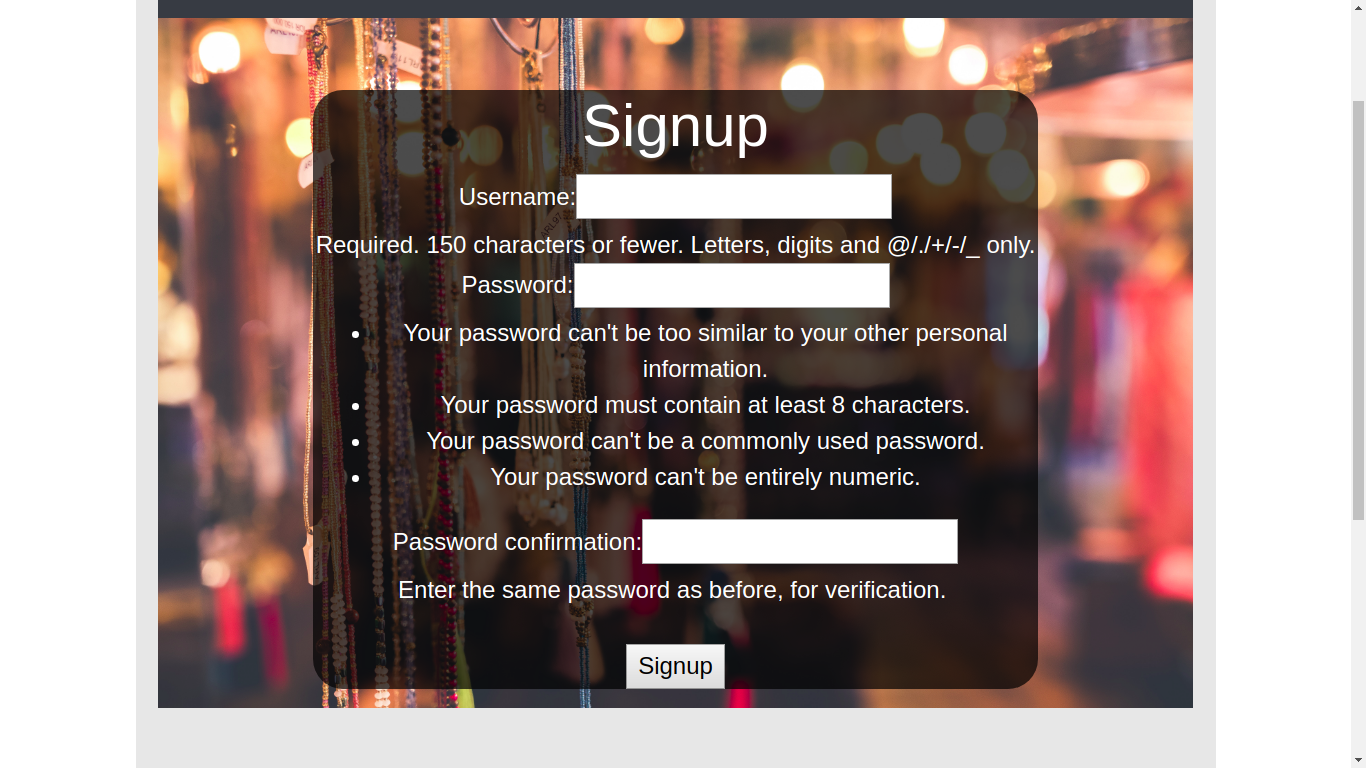 Signup
Username:
Required. 150 characters or fewer. Letters, digits and @/./+/-/_ only.
Password:
Your password can't be too similar to your other personal
information.
Your password must contain at least 8 characters.
Your password can't be a commonly used password.
Your password can't be entirely numeric.
Password confirmation:
Enter the same password as before, for verification.
Signup